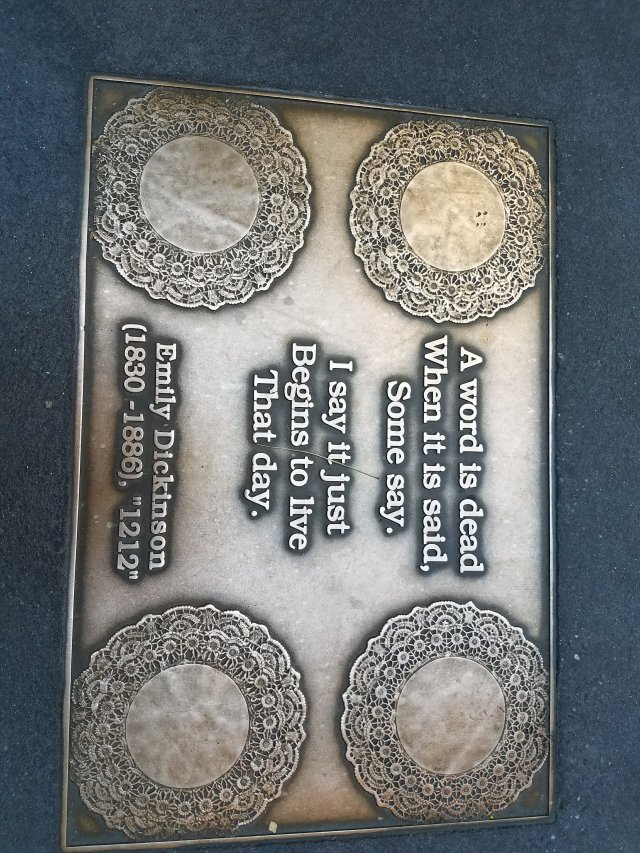 A word is dead
When it is said,
Some say.
I say it just
Begins to live
That day.
Emily Dickinson
(1830 -1886), "1212"